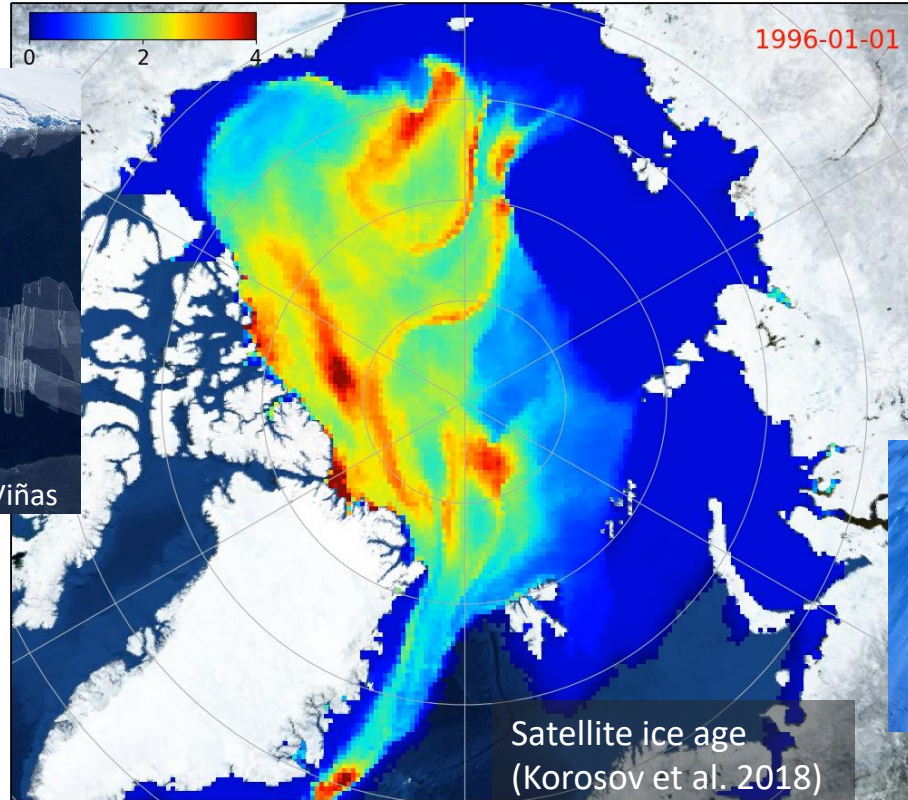 0 2 4
1996-01-01
Viñas
Satellite ice age
(Korosov et al. 2018)